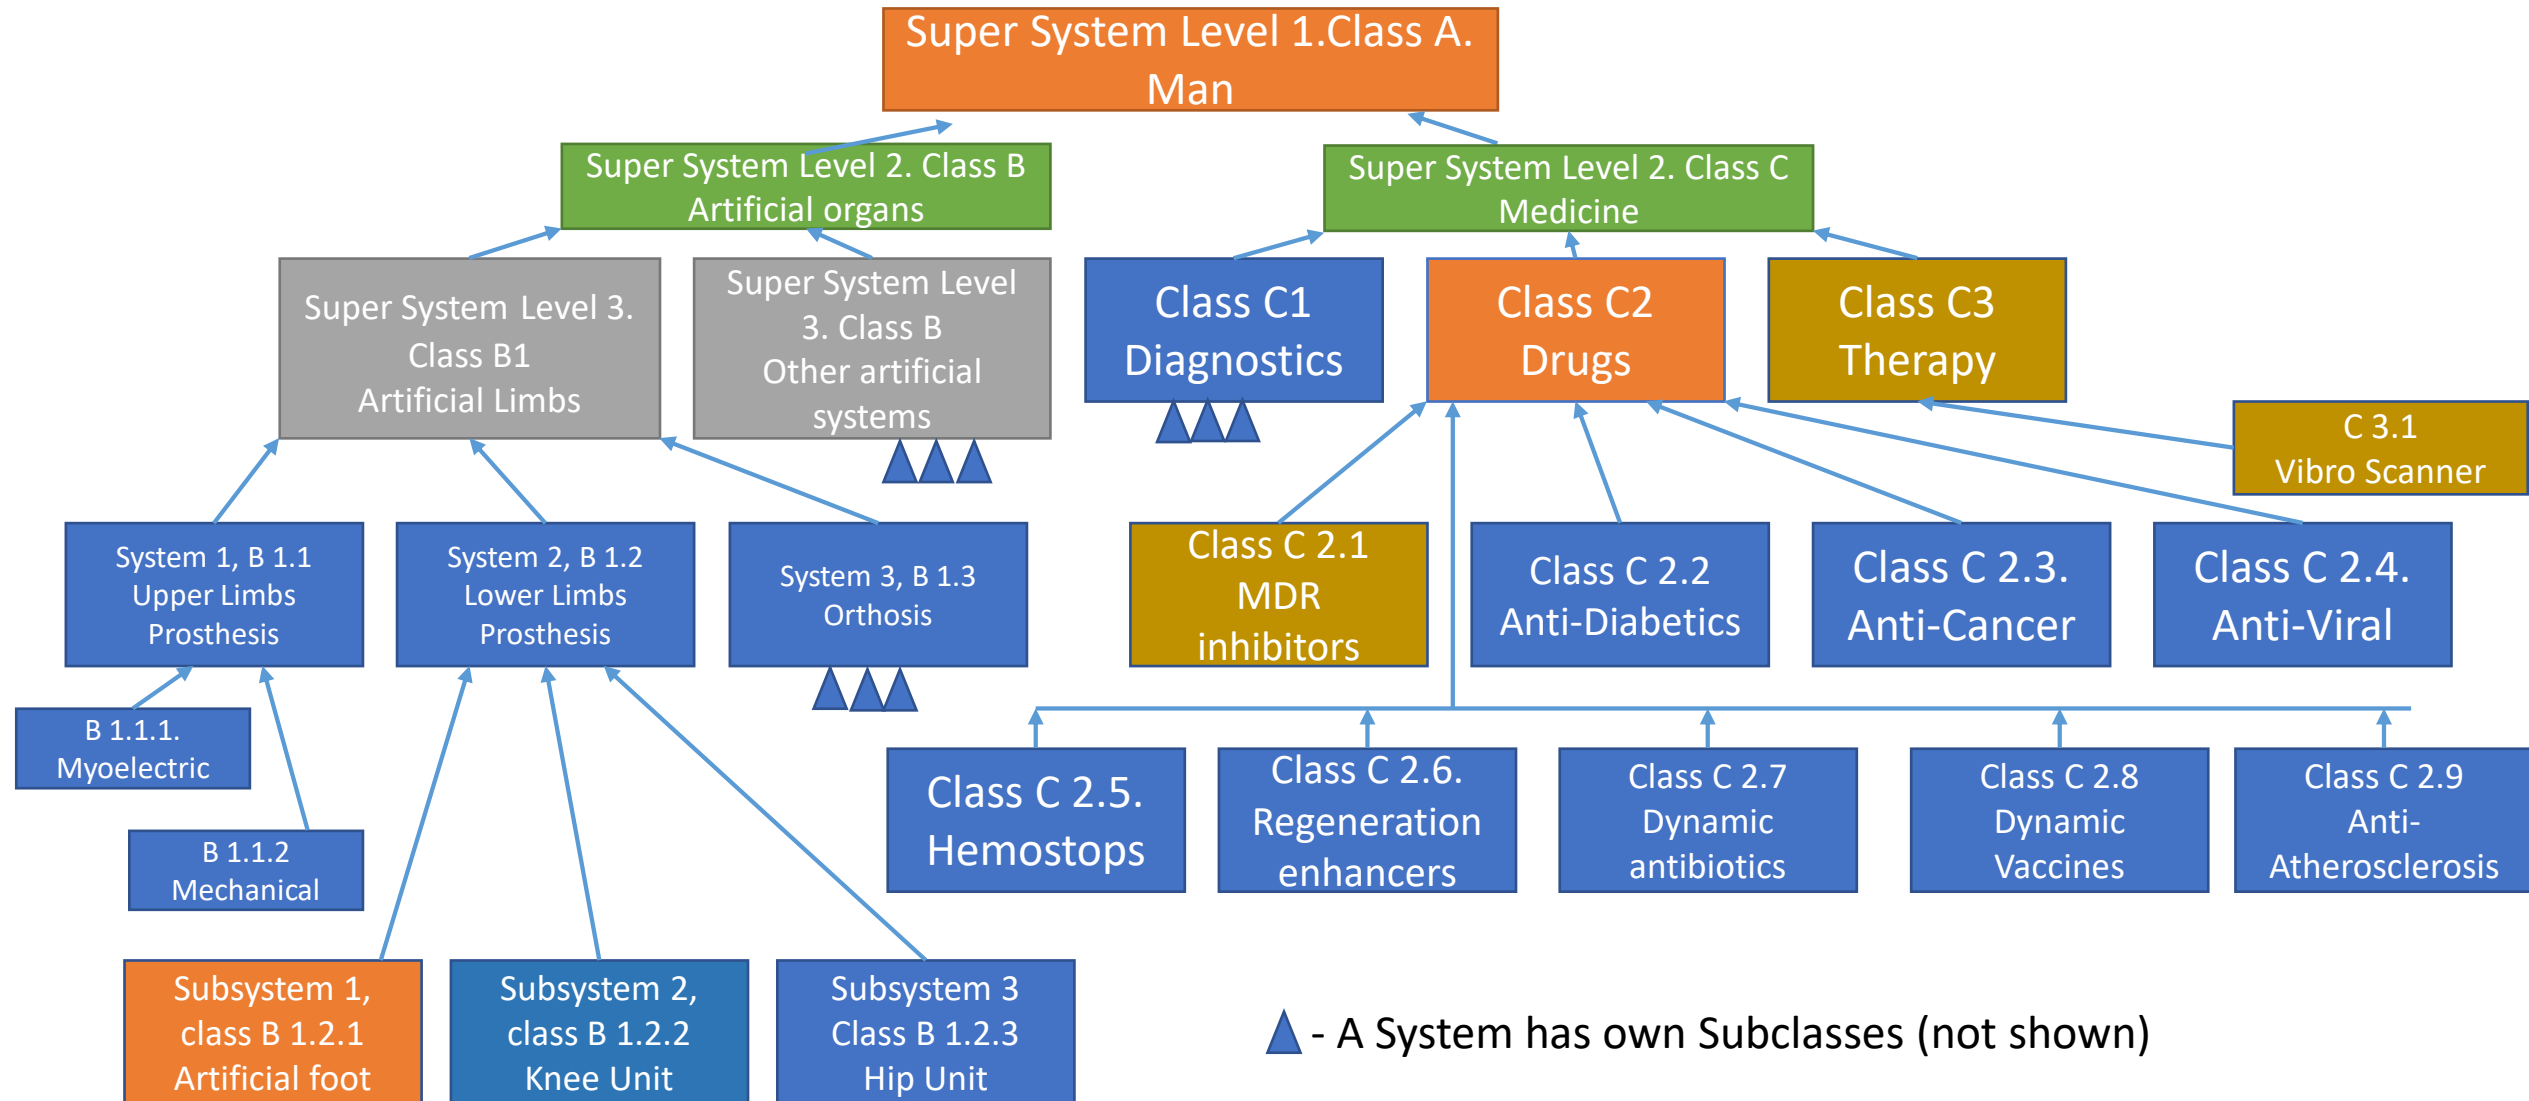 Super System Level 1.Class A.
Man
Super System Level 2. Class B
Artificial organs
Super System Level 2. Class C
Medicine
Super System Level 3.
Class B1
Artificial Limbs
Super System Level
3. Class B
Other artificial
systems
Class C1
Diagnostics
Class C2
Drugs
Class C3
Therapy
C 3.1
Vibro Scanner
System 1, B 1.1
Upper Limbs
Prosthesis
System 2, B 1.2
Lower Limbs
Prosthesis
System 3, B 1.3
Orthosis
Class C 2.1
MDR
inhibitors
Class C 2.2
Anti-Diabetics
Class C 2.3.
Anti-Cancer
Class C 2.4.
Anti-Viral
B 1.1.1.
Myoelectric
B 1.1.2
Mechanical
Class C 2.5.
Hemostops
Class C 2.6.
Regeneration
enhancers
Class C 2.7
Dynamic
antibiotics
Class C 2.8
Dynamic
Vaccines
Class C 2.9
Anti-
Atherosclerosis
Subsystem 1,
class B 1.2.1
Artificial foot
Subsystem 2,
class B 1.2.2
Knee Unit
Subsystem 3
Class B 1.2.3
Hip Unit
- A System has own Subclasses (not shown)